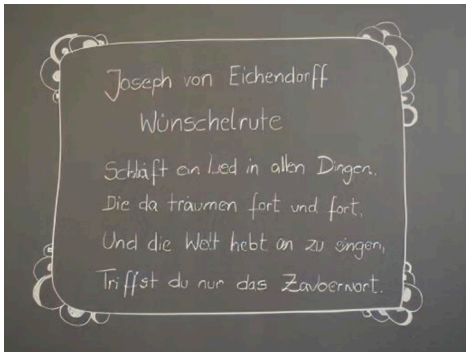 Joseph von Eichendorff
Wünschelrute
Schläft ein Lied in allen Dingen,
Die da träumen fort und fort,
Und die Welt hebt an zu singen,
Triffst du nur das Zauberwort.